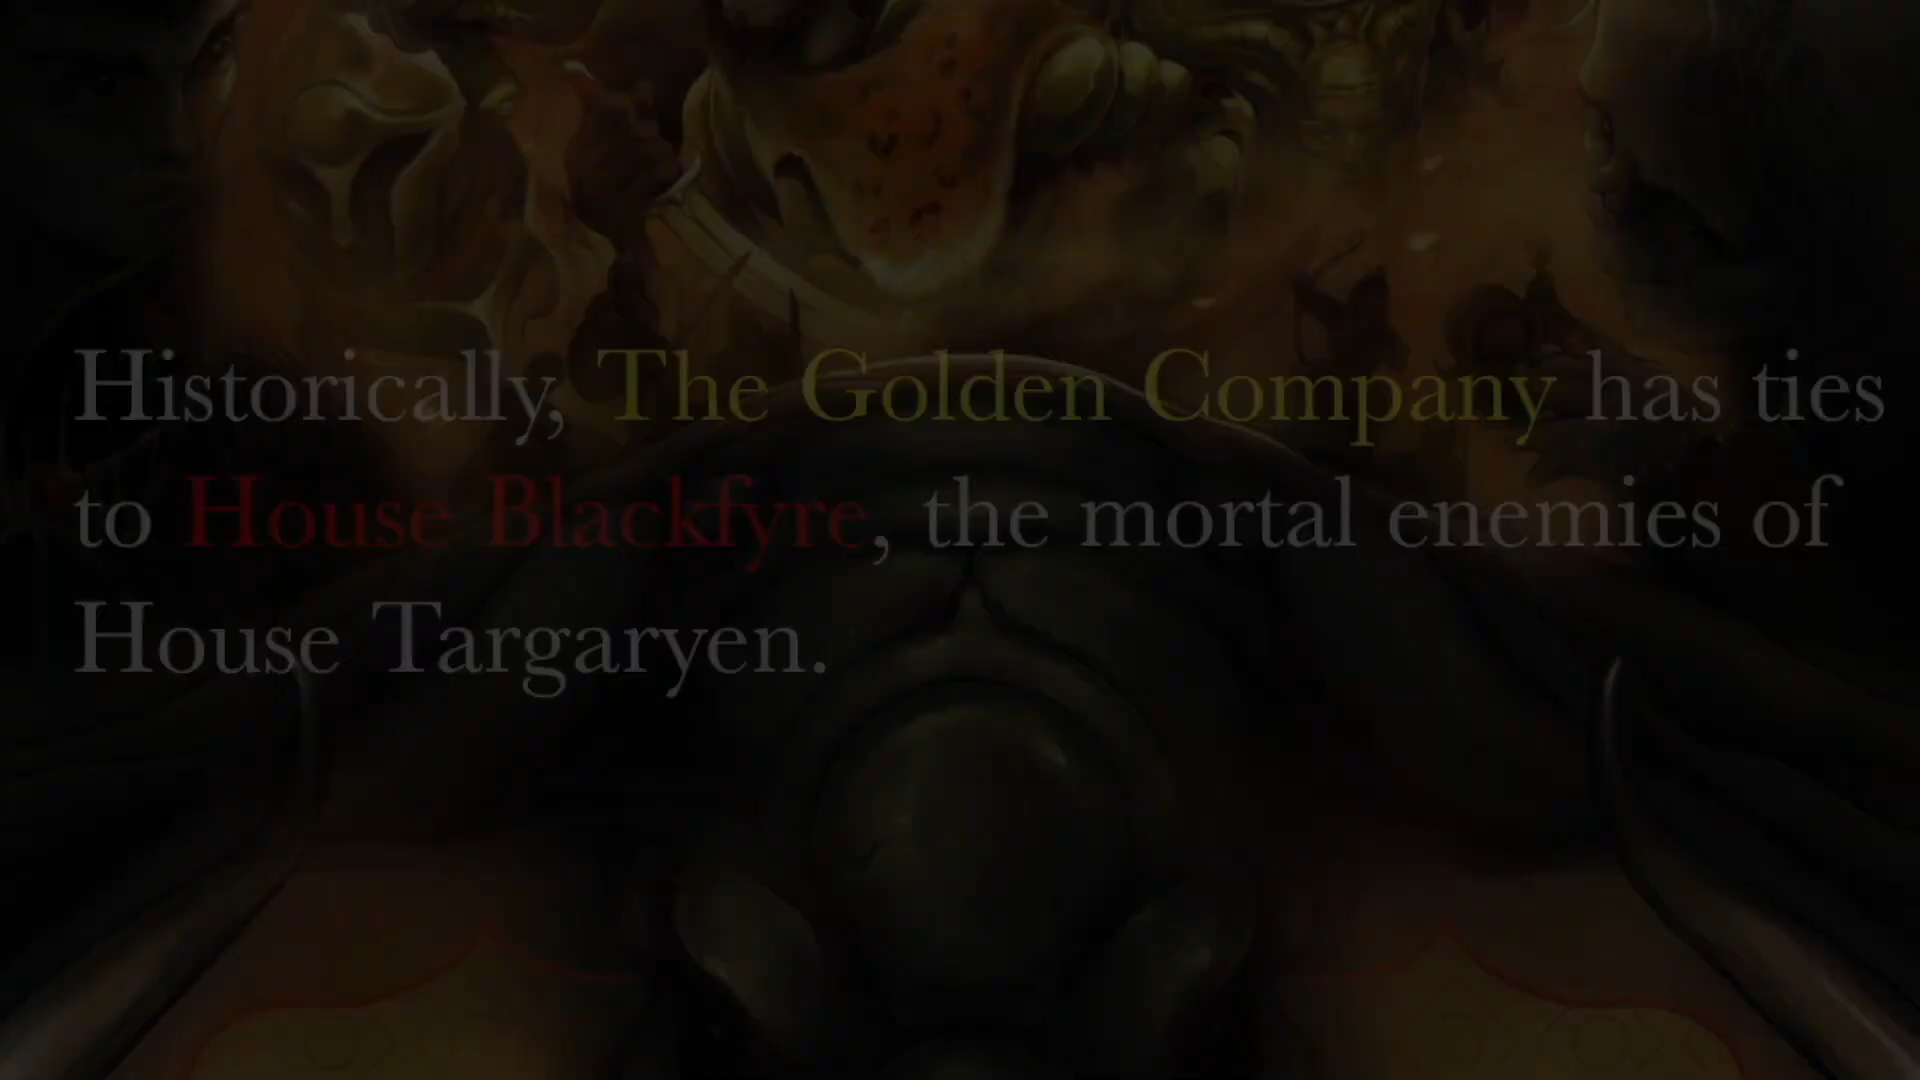 Historically, The Golden Company has ties
to House Blackfyre, the mortal enemies of
House Targaryen.